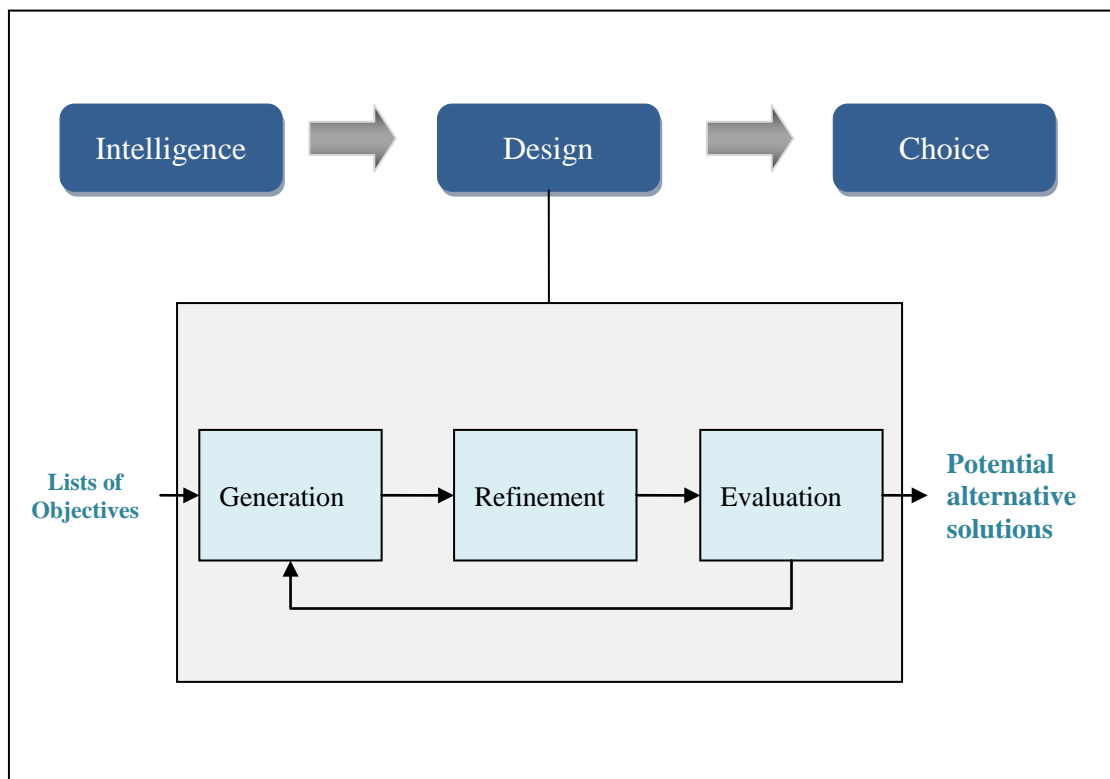 Intelligence
Design
Choice
Lists of
Objectives
Generation
Refinement
Evaluation
Potential
alternative
solutions